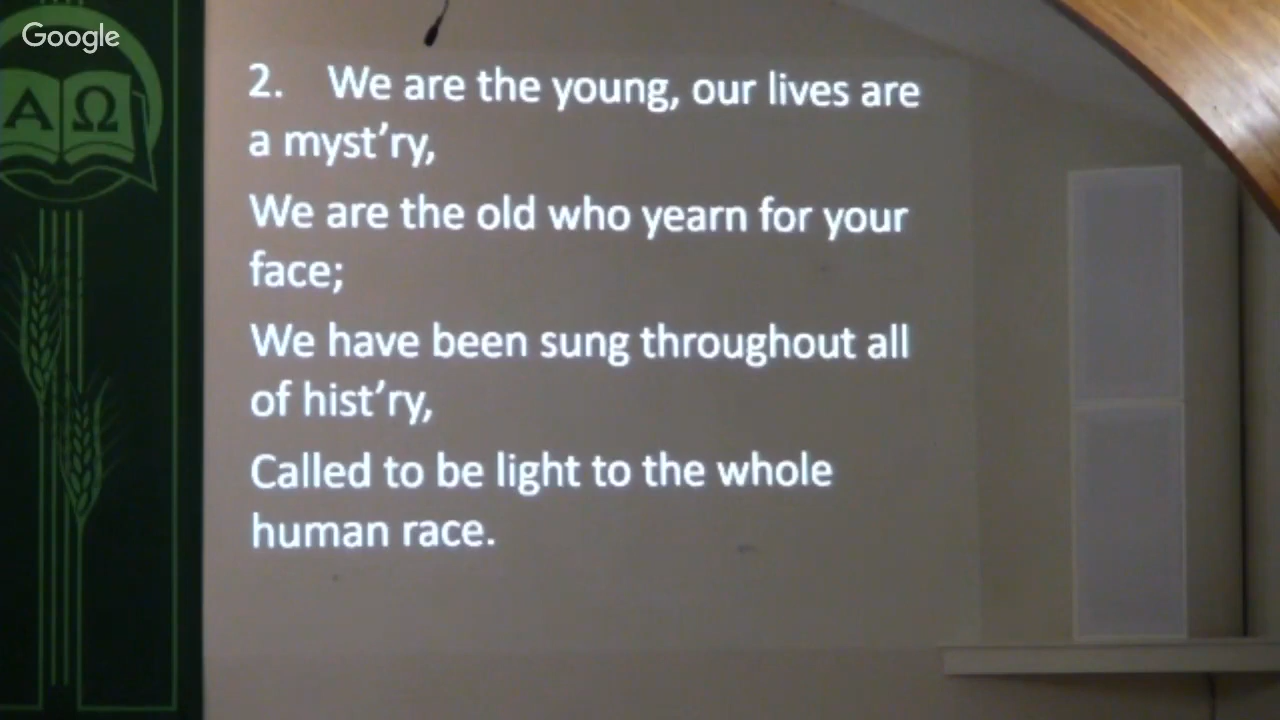 Google
Α Ω
2. We are the young, our lives are
a myst’ry,
We are the old who yearn for your
face;
We have been sung throughout all
of hist’ry,
Called to be light to the whole
human race.